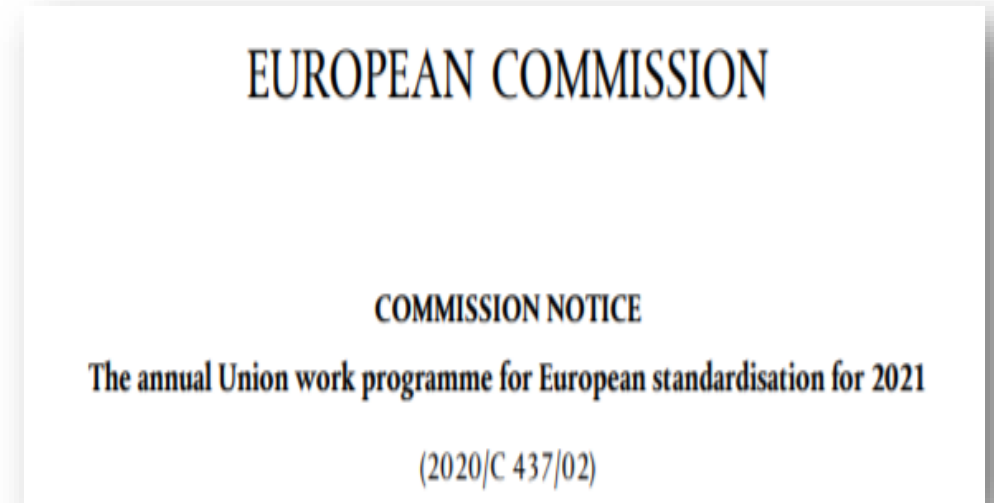 EUROPEAN COMMISSION
COMMISSION NOTICE
The annual Union work programme for European standardisation for 2021
(2020/C 437/02)